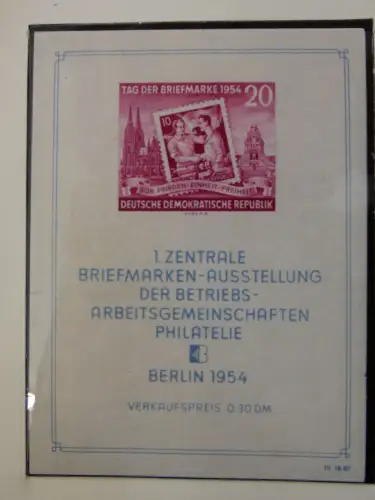 TAG DER BRIEFMARKE 1954 20
10
FÜR FRIEDEN·EINHEIT·FREIHEIT
DEUTSCHE DEMOKRATISCHE REPUBLIK
1. ZENTRALE
BRIEFMARKEN-AUSSTELLUNG
DER BETRIEBS-
ARBEITSGEMEINSCHAFTEN
PHILATELIE
BERLIN 1954
VERKAUFSPREIS 0.30 DM